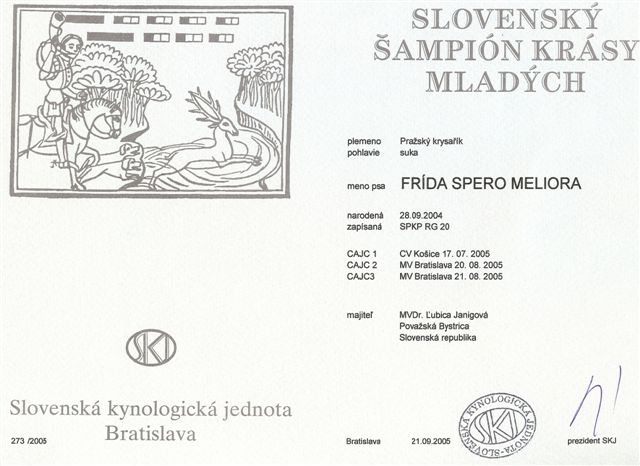 SLOVENSKÝ
ŠAMPIÓN KRÁSY
MLADÝCH
plemeno Pražský krysařík
pohlavie suka
meno psa FRÍDA SPERO MELIORA
narodená 28.09.2004
zapísaná SPKP RG 20
CAJC 1 CV Košice 17. 07. 2005
CAJC 2 MV Bratislava 20. 08. 2005
CAJC3 MV Bratislava 21. 08. 2005
majiteľ MVDr. Ľubica Janigová
Považská Bystrica
Slovenská republika
SKJ
Slovenská kynologická jednota
Bratislava
273 /2005
Bratislava 21.09.2005
SLOVENSKÁ KYNOLOGICKÁ JEDNOTA
SKJ
prezident SKJ